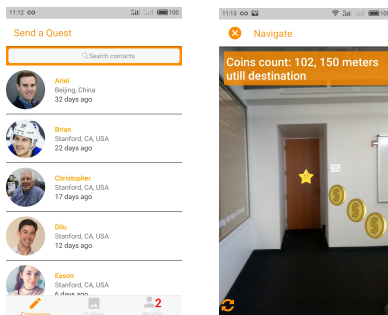 11:12
100
Send a Quest
Search contacts
Ariel
Beijing, China
32 days ago
Brian
Stanford, CA, USA
22 days ago
Christopher
Stanford, CA, USA
17 days ago
Dilu
Stanford, CA, USA
12 days ago
Eason
Stanford, CA, USA
6 days ago
2
11:13
100
Navigate
Coins count: 102, 150 meters
utill destination